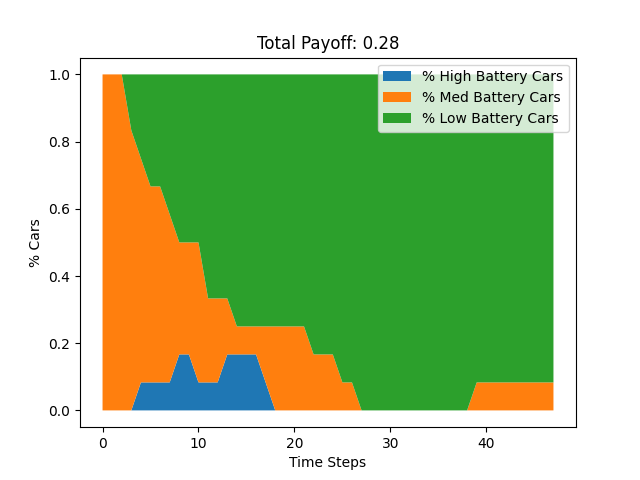 Total Payoff: 0.28
1.0
0.8
0.6
0.4
0.2
0.0
% Cars
% High Battery Cars
% Med Battery Cars
% Low Battery Cars
0 10 20 30 40
Time Steps